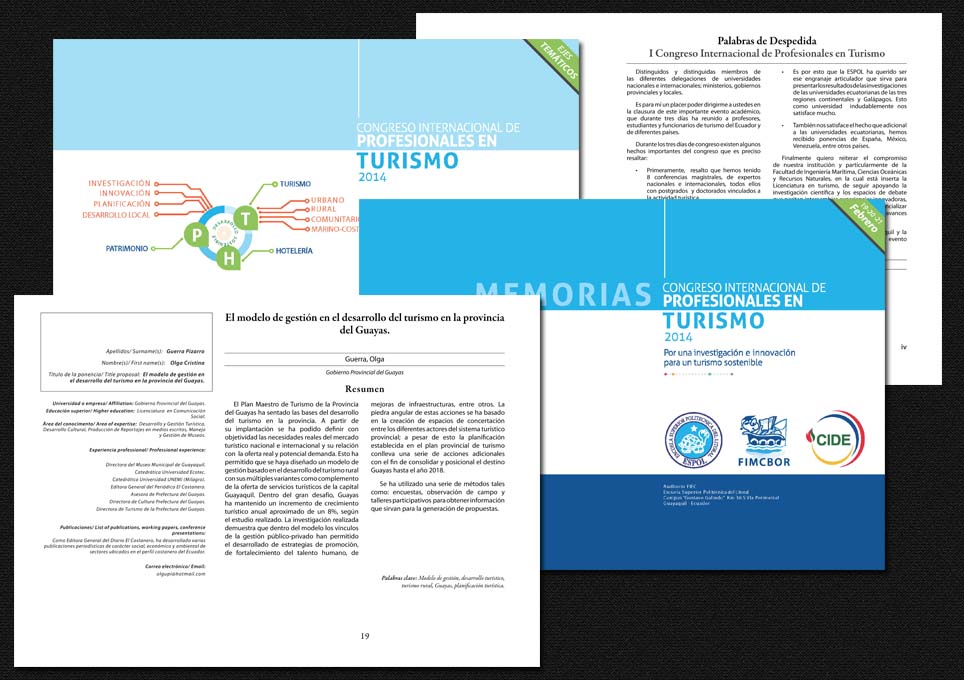 Palabras de Despedida
I Congreso Internacional de Profesionales en Turismo
Distinguidos y distinguidas miembros de
las diferentes delegaciones de universidades
nacionales e internacionales; ministerios, gobiernos
provinciales y locales.
Es para mi un placer poder dirigirme a ustedes en
la clausura de este importante evento académico,
que durante tres días ha reunido a profesores,
estudiantes y funcionarios de turismo del Ecuador y
de diferentes países.
Durante los tres días de congreso existen algunos
hechos importantes del congreso que es preciso
resaltar:
• Primeramente, resalto que hemos tenido
8 conferencias magistrales, de expertos
nacionales e internacionales, todos ellos
con postgrados y doctorados vinculados a
la actividad turística.
• Es por esto que la ESPOL ha querido ser
ese engranaje articulador que sirva para
presentar los resultados de las investigaciones
de las universidades ecuatorianas de las tres
regiones continentales y Galápagos. Esto
como universidad indudablemente nos
satisface mucho.
• También nos satisface el hecho que adicional
a las universidades ecuatorianas, hemos
recibido ponencias de España, México,
Venezuela, entre otros países.
Finalmente quiero reiterar el compromiso
de nuestra institución y particularmente de la
Facultad de Ingeniería Marítima, Ciencias Oceánicas
y Recursos Naturales, en la cual está inserta la
Licenciatura en turismo, de seguir apoyando la
investigación científica y los espacios de debate
avances
quil y la
evento
iv
EJES
TEMÁTICOS
CONGRESO INTERNACIONAL DE
PROFESIONALES EN
TURISMO
2014
INVESTIGACIÓN
INNOVACIÓN
PLANIFICACIÓN
DESARROLLO LOCAL
PATRIMONIO
TURISMO
URBANO
RURAL
COMUNITARIO
MARINO-COST
HOTELERÍA
P
T
H
DESARROLLO
19-20-21
Febrero
MEMORIAS
CONGRESO INTERNACIONAL DE
PROFESIONALES EN
TURISMO
2014
Por una investigación e innovación
para un turismo sostenible
ESCUELA SUPERIOR POLITECNICA DEL LITORAL
ESPOL
FIMCBOR
CIDE
Auditorio FIEC
Escuela Superior Politécnica del Litoral
Campus "Gustavo Galindo" Km 30.5 Vía Perimetral
Guayaquil - Ecuador
Apellidos/ Surname(s): Guerra Pizarro
Nombre(s)/ First name(s): Olga Cristina
Título de la ponencia/ Title proposal: El modelo de gestión en
el desarrollo del turismo en la provincia del Guayas.
Universidad o empresa/ Affiliation: Gobierno Provincial del Guayas.
Educación superior/ Higher education: Licenciatura en Comunicación
Social.
Área del conocimiento/ Area of expertise: Desarrollo y Gestión Turística,
Desarrollo Cultural, Producción de Reportajes en medios escritos, Manejo
y Gestión de Museos.
Experiencia profesional/ Professional experience:
Directora del Museo Municipal de Guayaquil,
Catedrática Universidad Ecotec.
Catedrática Universidad UNEMI (Milagro).
Editora General del Periódico El Costanero.
Asesora de Prefectura del Guayas.
Directora de Cultura Prefectura del Guayas.
Directora de Turismo de la Prefectura del Guayas.
Publicaciones/ List of publications, working papers, conference
presentations:
Como Editora General del Diario El Costanero, ha desarrollado varias
publicaciones periodísticas de carácter social, económico y ambiental de
sectores ubicados en el perfil costanero del Ecuador.
Correo electrónico/ Email:
olgupi@hotmail.com
El modelo de gestión en el desarrollo del turismo en la provincia
del Guayas.
Guerra, Olga
Gobierno Provincial del Guayas
Resumen
El Plan Maestro de Turismo de la Provincia
del Guayas ha sentado las bases del desarrollo
del turismo en la provincia. A partir de
su implantación se ha podido definir con
objetividad las necesidades reales del mercado
turístico nacional e internacional y en relación
con la oferta real y potencial demanda. Esto ha
permitido que se haya diseñado un modelo de
gestión basado en el desarrollo del turismo rural
con sus múltiples variantes como complemento
de la oferta de servicios turísticos de la capital
Guayaquil. Dentro del gran desafío, Guayas
ha mantenido un incremento de crecimiento
turístico anual aproximado de un 8%, según
el estudio realizado. La investigación realizada
demuestra que dentro del modelo los vínculos
de la gestión público-privado han permitido
el desarrollado de estrategias de promoción,
de fortalecimiento del talento humano, de
mejoras de infraestructuras, entre otros. La
piedra angular de estas acciones se ha basado
en la creación de espacios de concertación
entre los diferentes actores del sistema turístico
provincial; a pesar de esto la planificación
establecida en el plan provincial de turismo
conlleva una serie de acciones adicionales
con el fin de consolidar y posicional el destino
Guayas hasta el año 2018.
Se ha utilizado una serie de métodos tales
como: encuestas, observación de campo y
talleres participativos para obtener información
que sirvan para la generación de propuestas.
Palabras clave: Modelo de gestión, desarrollo turístico,
turismo rural, Guayas, planificación turística.
19